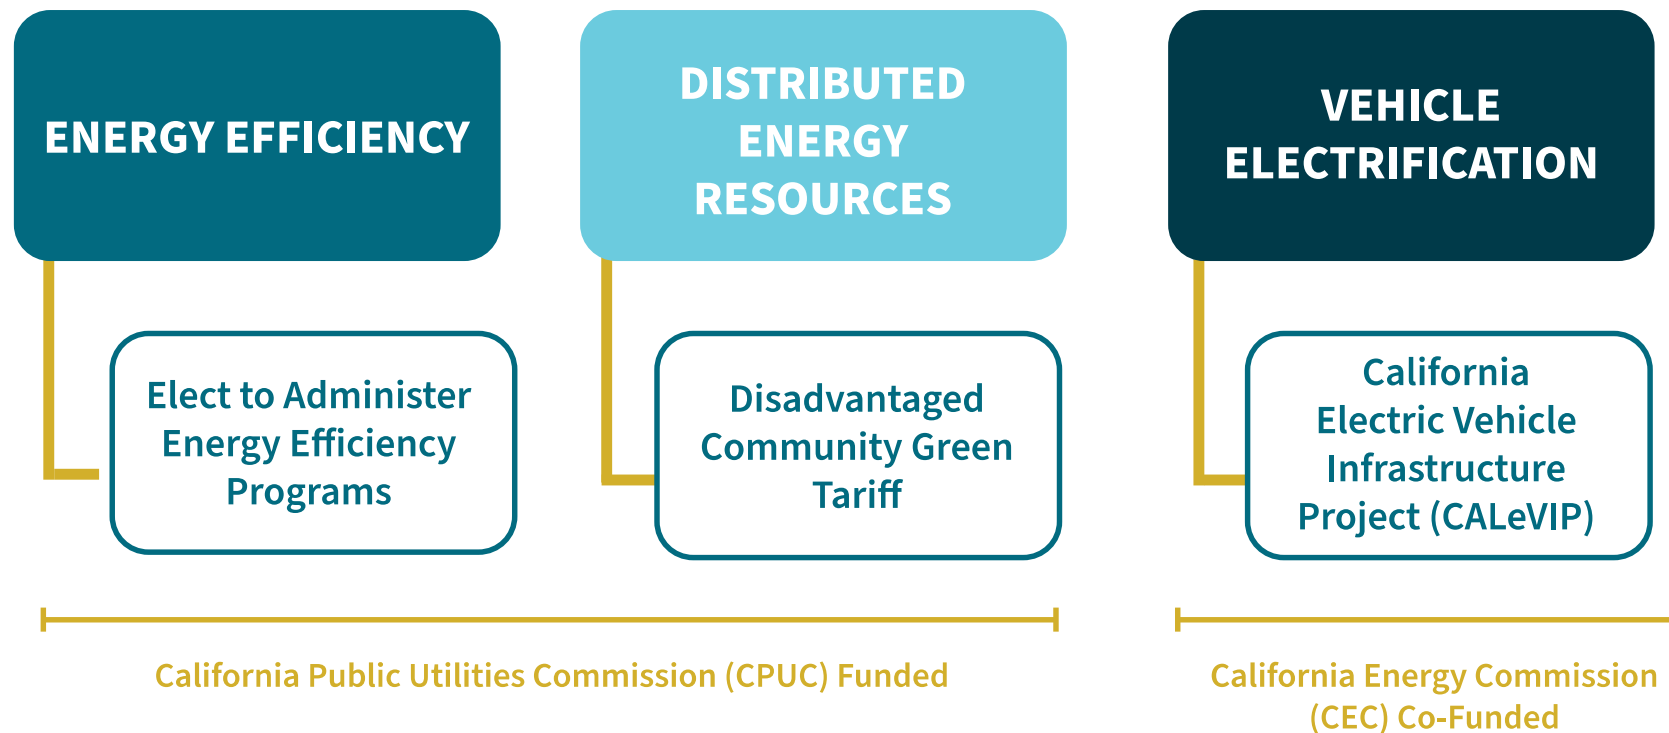 ENERGY EFFICIENCY
DISTRIBUTED
ENERGY
RESOURCES
VEHICLE
ELECTRIFICATION
Elect to Administer
Energy Efficiency
Programs
Disadvantaged
Community Green
Tariff
California
Electric Vehicle
Infrastructure
Project (CALeVIP)
California Public Utilities Commission (CPUC) Funded
California Energy Commission
(CEC) Co-Funded